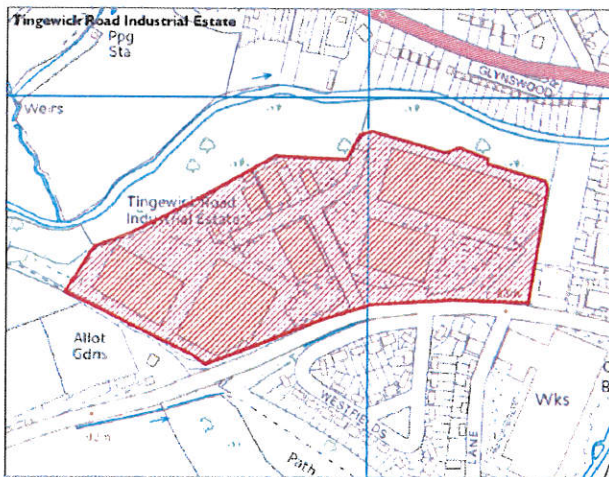 Tingewick Road Industrial Estate
Ppg
Sta
GLYNSWOOD
Weirs
Tingewick Road
Industrial Estate
Allot
Gdns
WESTFIELDS
Wks
LANE
Path